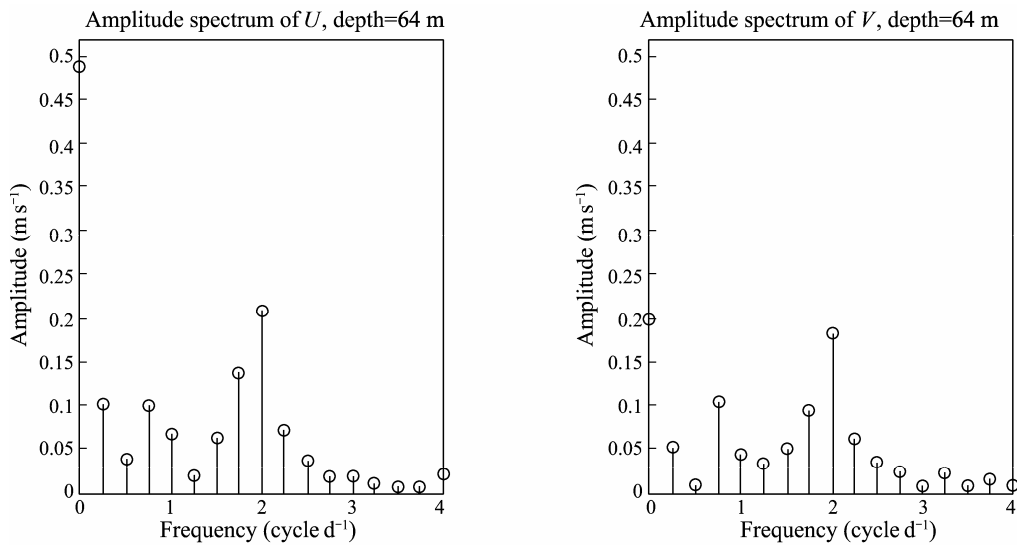 Amplitude spectrum of U, depth=64 m
0.5
0.45
0.4
0.35
0.3
0.25
0.2
0.15
0.1
0.05
0
Amplitude (m s⁻¹)
0 1 2 3 4
Frequency (cycle d⁻¹)
Amplitude spectrum of V, depth=64 m
0.5
0.45
0.4
0.35
0.3
0.25
0.2
0.15
0.1
0.05
0
Amplitude (m s⁻¹)
0 1 2 3 4
Frequency (cycle d⁻¹)